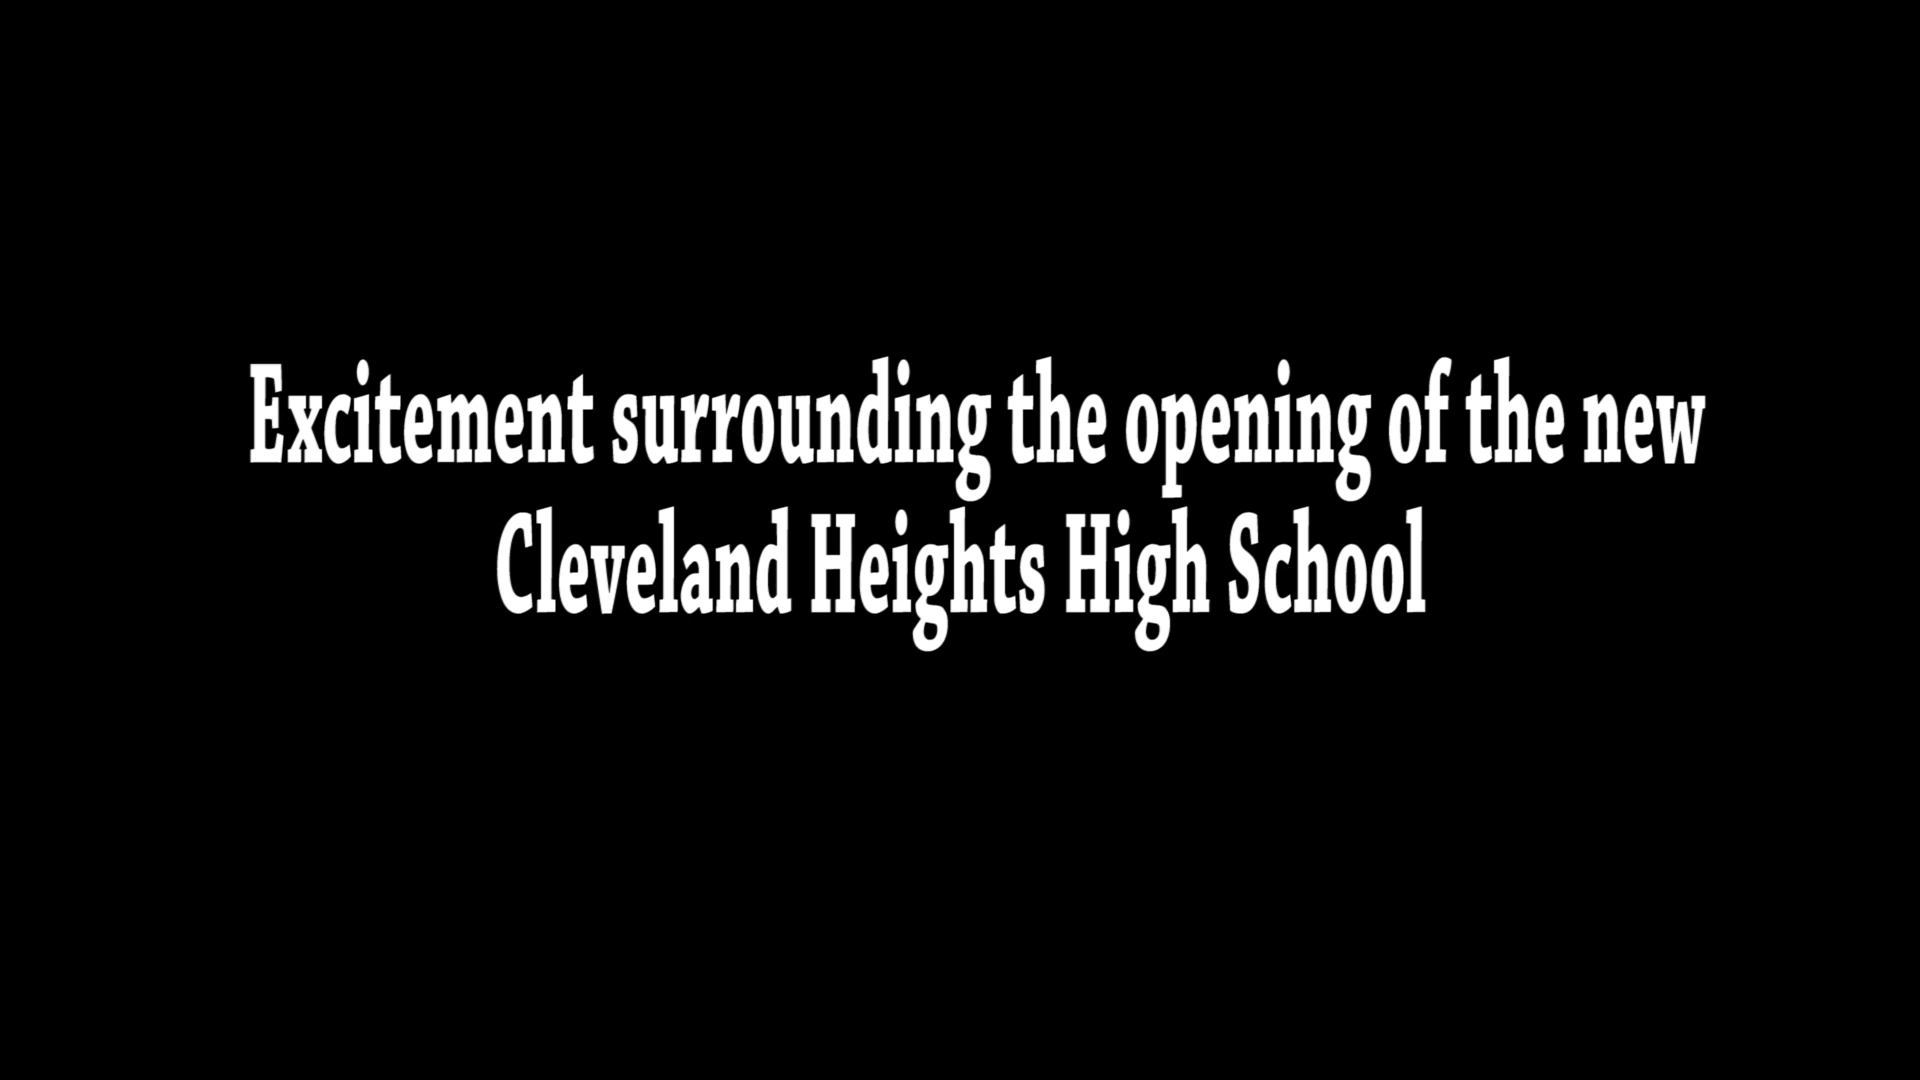 Excitement surrounding the opening of the new
Cleveland Heights High School